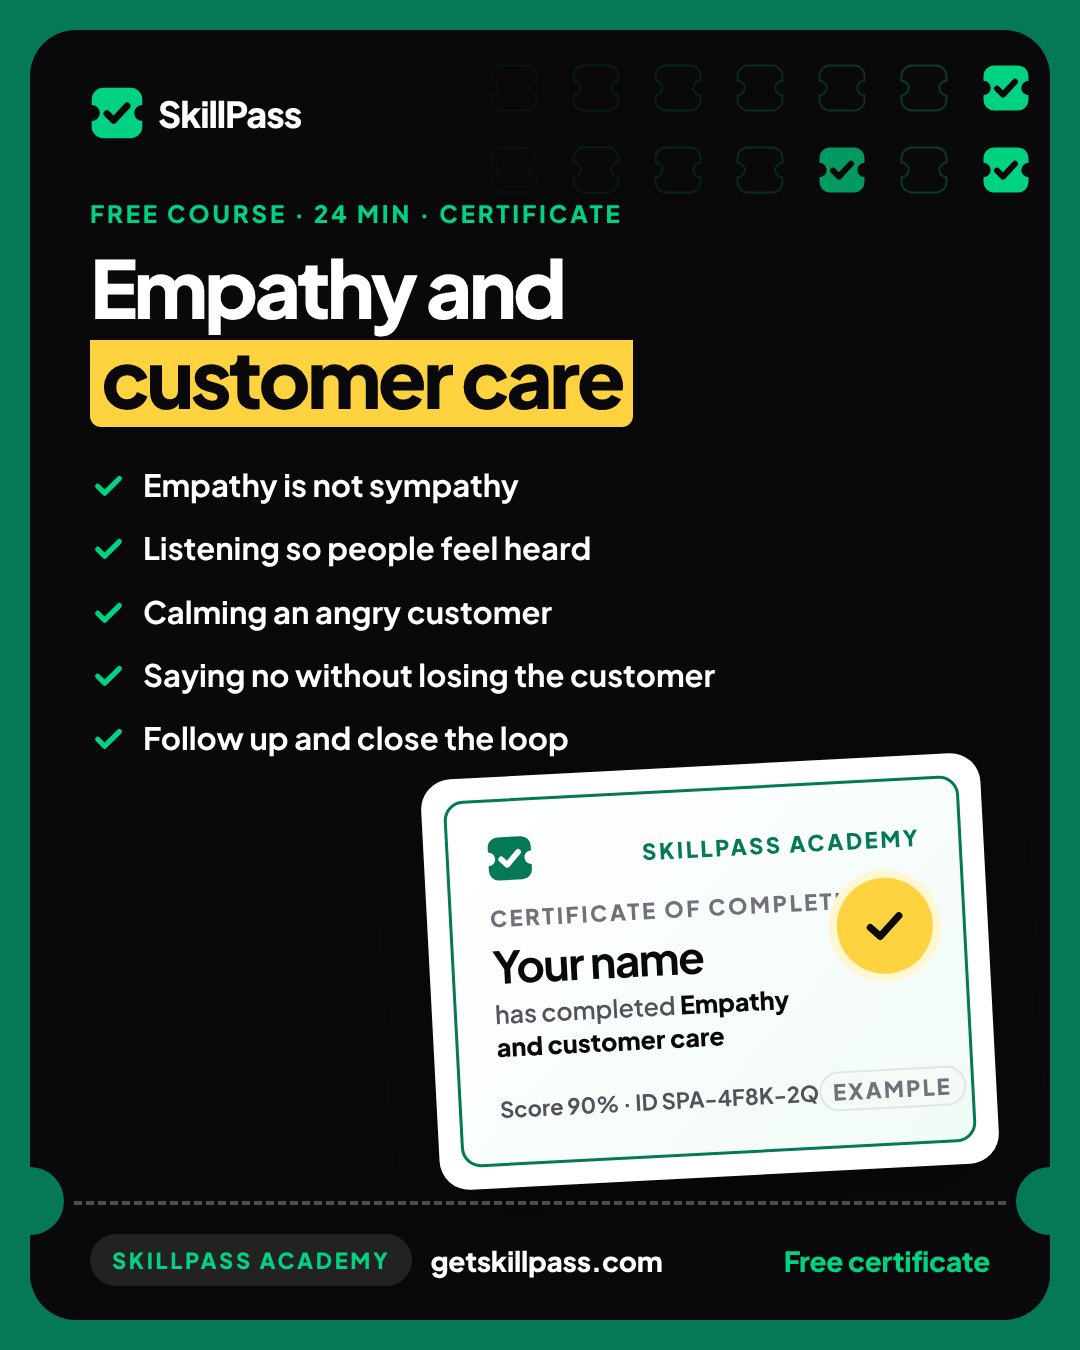 SkillPass
FREE COURSE · 24 MIN · CERTIFICATE
Empathy and
customer care
Empathy is not sympathy
Listening so people feel heard
Calming an angry customer
Saying no without losing the customer
Follow up and close the loop
SKILLPASS ACADEMY
CERTIFICATE OF
Your name
has completed Empathy
and customer care
Score 90% · ID SPA-4F8K-2Q
EXAMPLE
SKILLPASS ACADEMY
getskillpass.com
Free certificate